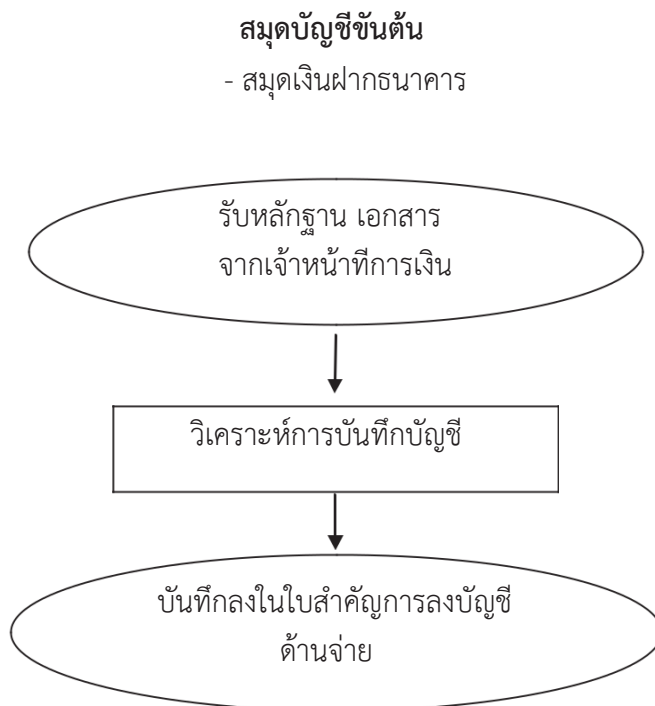 สมุดบัญชีขันต้น
- สมุดเงินฝากธนาคาร
รับหลักฐาน เอกสาร
จากเจ้าหน้าทีการเงิน
วิเคราะห์การบันทึกบัญชี
บันทึกลงในใบสำคัญการลงบัญชี
ด้านจ่าย